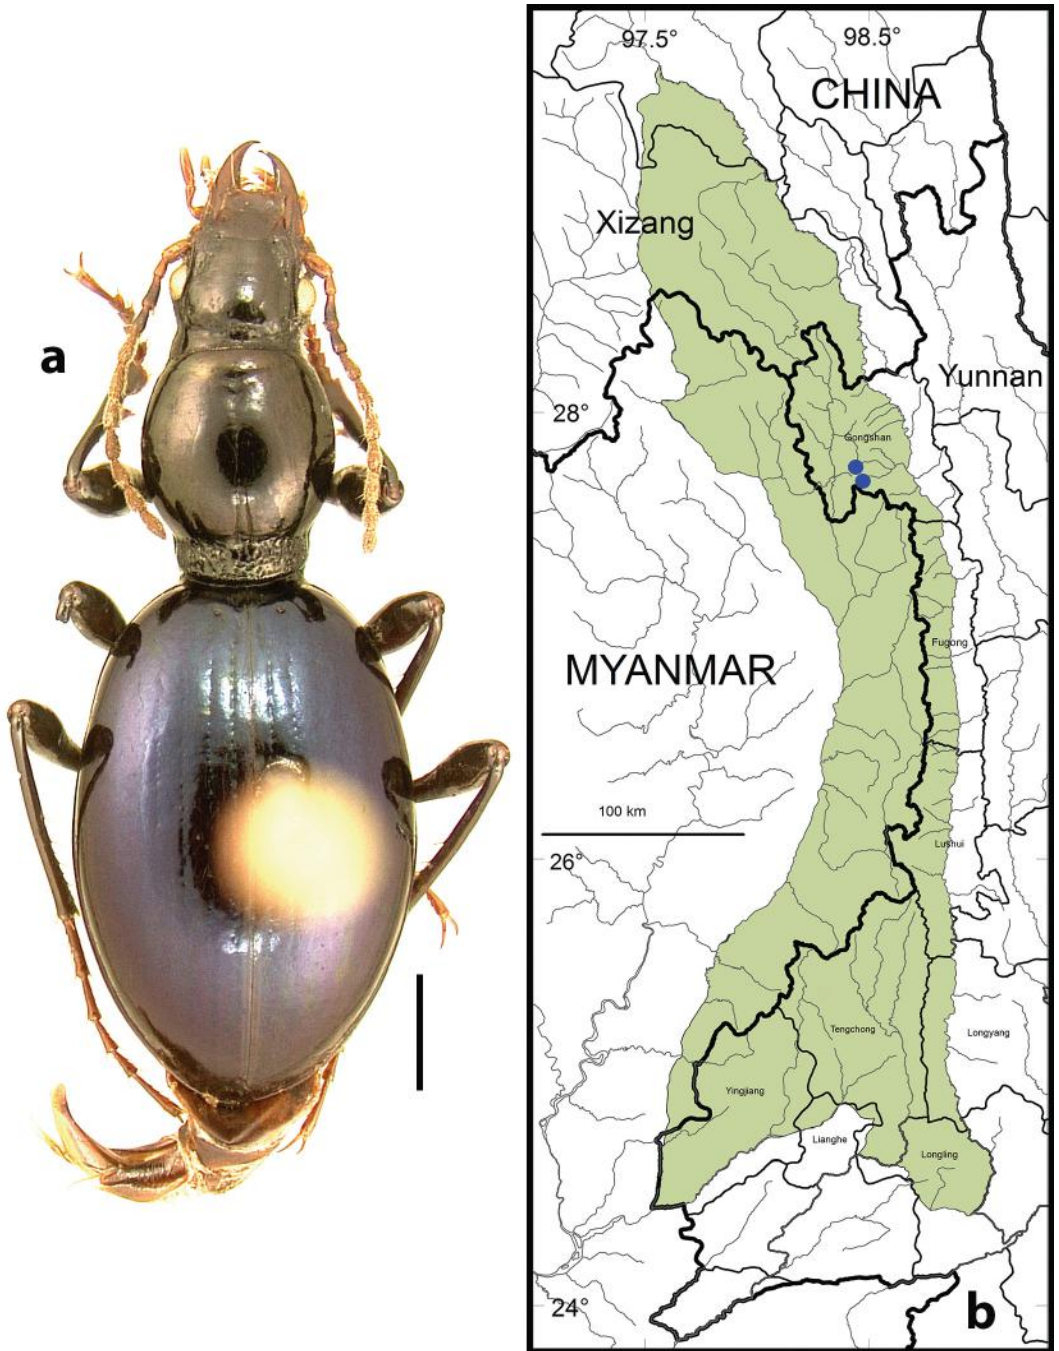 a
97.5°
98.5°
CHINA
Xizang
Yunnan
28°
Gongshan
Fugong
MYANMAR
100 km
Lushui
26°
Tengchong
Longyang
Yingjiang
Lianghe
Longling
24°
b